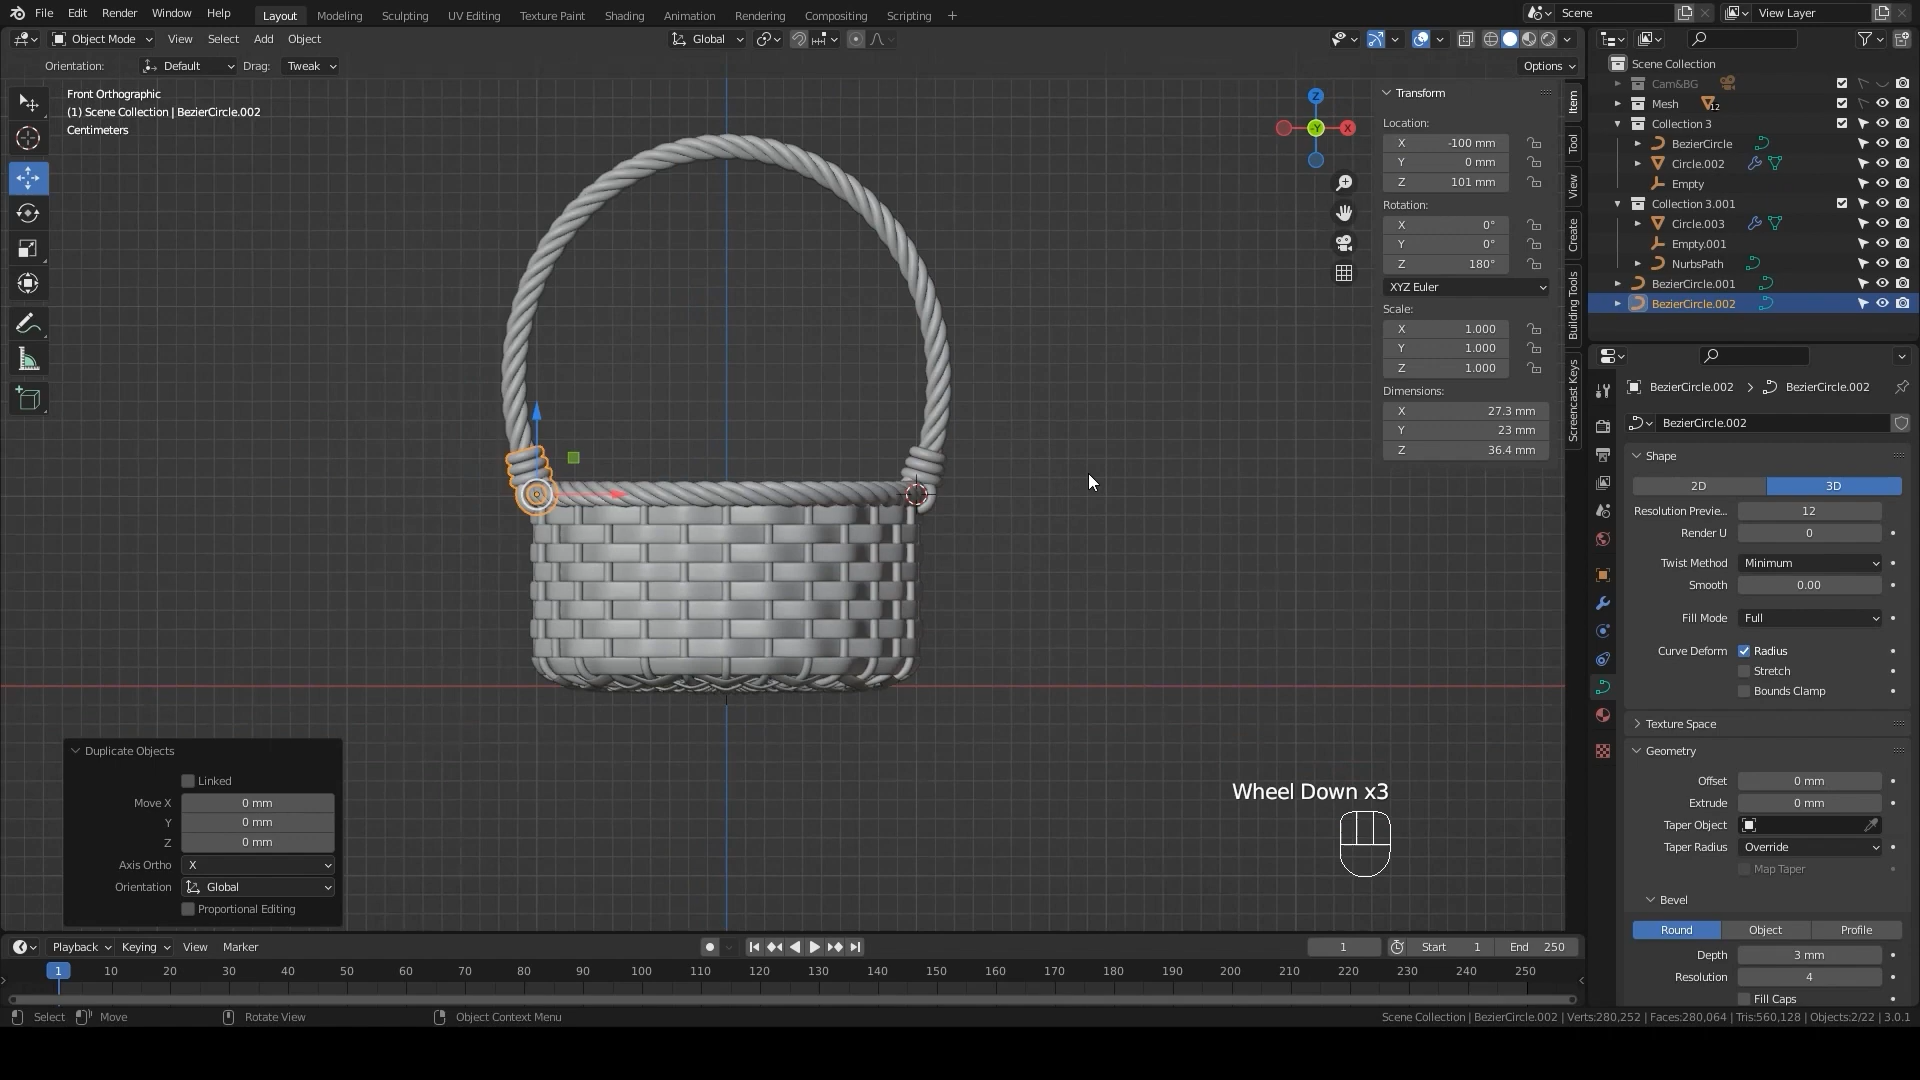 File Edit Render Window Help Layout Modeling Sculpting UV Editing Texture Paint Shading Animation Rendering Compositing Scripting + Scene View Layer
Object Mode View Select Add Object Global
Orientation: Default Drag: Tweak Options
Front Orthographic
(1) Scene Collection | BezierCircle.002
Centimeters
Z
X
-Y
Transform
Location:
X -100 mm
Y 0 mm
Z 101 mm
Rotation:
X 0°
Y 0°
Z 180°
XYZ Euler
Scale:
X 1.000
Y 1.000
Z 1.000
Dimensions:
X 27.3 mm
Y 23 mm
Z 36.4 mm
Item
Tool
View
Create
Building Tools
Screencast Keys
Scene Collection
Cam&BG
Mesh 12
Collection 3
BezierCircle
Circle.002
Empty
Collection 3.001
Circle.003
Empty.001
NurbsPath
BezierCircle.001
BezierCircle.002
BezierCircle.002 > BezierCircle.002
BezierCircle.002
Shape
2D 3D
Resolution Previe... 12
Render U 0
Twist Method Minimum
Smooth 0.00
Fill Mode Full
Curve Deform Radius
Stretch
Bounds Clamp
Texture Space
Geometry
Offset 0 mm
Extrude 0 mm
Taper Object
Taper Radius Override
Map Taper
Bevel
Round Object Profile
Depth 3 mm
Resolution 4
Fill Caps
Duplicate Objects
Linked
Move X 0 mm
Y 0 mm
Z 0 mm
Axis Ortho X
Orientation Global
Proportional Editing
Wheel Down x3
Playback Keying View Marker 1 Start 1 End 250
1 10 20 30 40 50 60 70 80 90 100 110 120 130 140 150 160 170 180 190 200 210 220 230 240 250
Select Move Rotate View Object Context Menu Scene Collection | BezierCircle.002 | Verts:280,252 | Faces:280,064 | Tris:560,128 | Objects:2/22 | 3.0.1